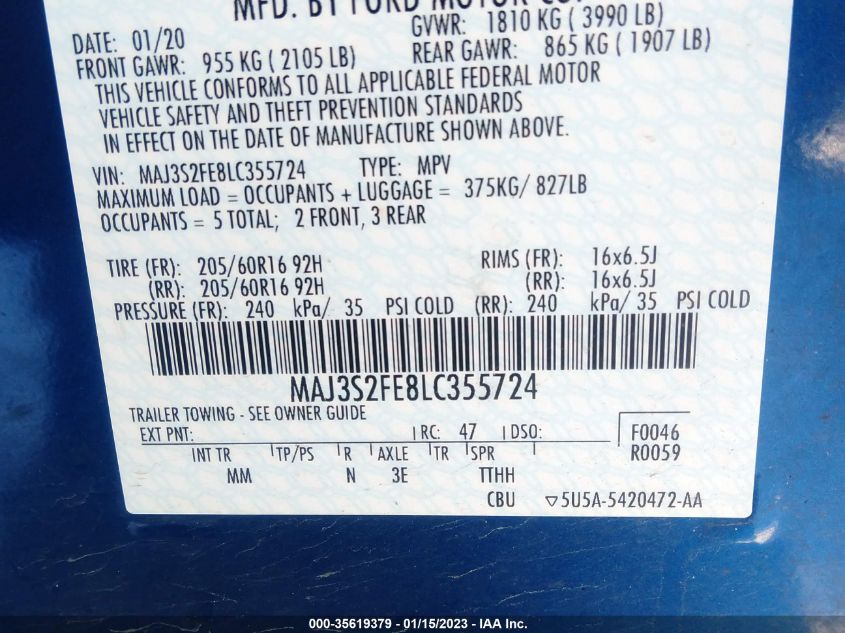 MFD. BY FORD MOTOR CO.
DATE: 01/20 GVWR: 1810 KG ( 3990 LB)
FRONT GAWR: 955 KG ( 2105 LB) REAR GAWR: 865 KG ( 1907 LB)
THIS VEHICLE CONFORMS TO ALL APPLICABLE FEDERAL MOTOR
VEHICLE SAFETY AND THEFT PREVENTION STANDARDS
IN EFFECT ON THE DATE OF MANUFACTURE SHOWN ABOVE.
VIN: MAJ3S2FE8LC355724 TYPE: MPV
MAXIMUM LOAD = OCCUPANTS + LUGGAGE = 375KG/ 827LB
OCCUPANTS = 5 TOTAL; 2 FRONT, 3 REAR
TIRE (FR): 205/60R16 92H RIMS (FR): 16x6.5J
(RR): 205/60R16 92H (RR): 16x6.5J
PRESSURE (FR): 240 kPa/ 35 PSI COLD (RR): 240 kPa/ 35 PSI COLD
MAJ3S2FE8LC355724
TRAILER TOWING - SEE OWNER GUIDE
EXT PNT: RC: 47 DSO: F0046
INT TR TP/PS R AXLE TR SPR R0059
MM N 3E TTHH
CBU ▽5U5A-5420472-AA
000-35619379 - 01/15/2023 - IAA Inc.